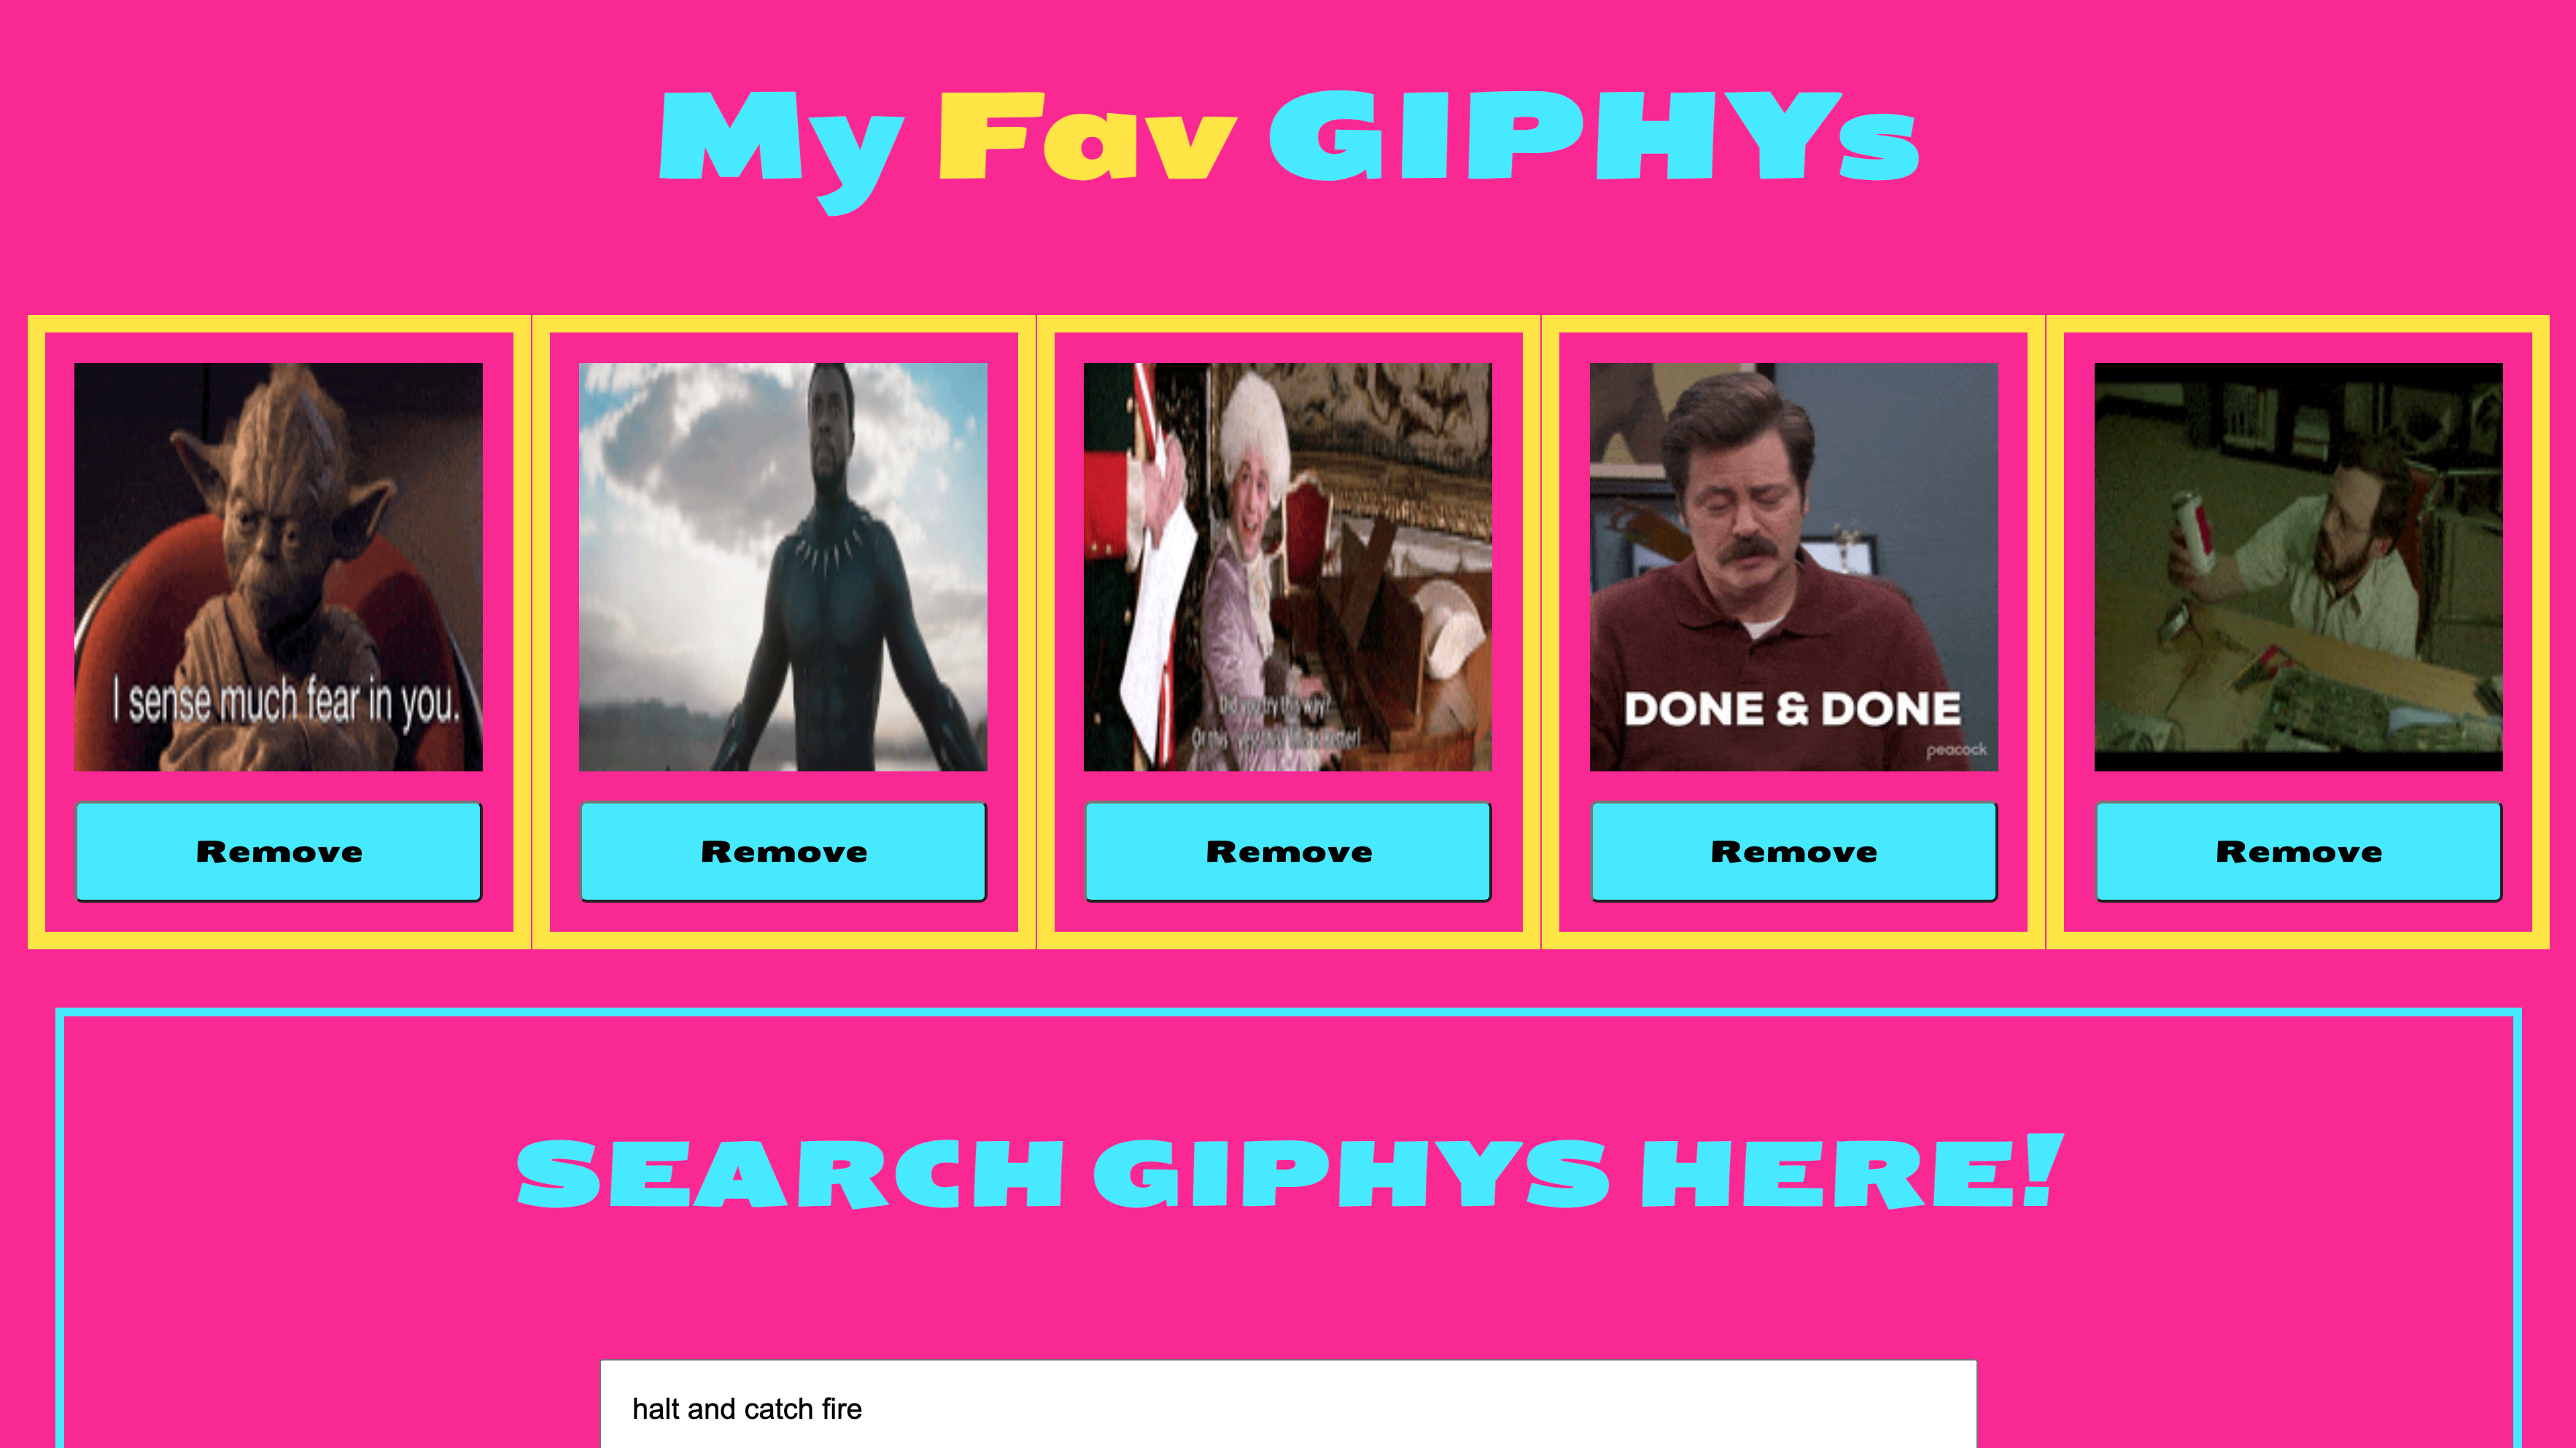 My Fav GIPHYs
I sense much fear in you.
Did you try this way?
Or this
DONE & DONE
peacock
Remove
Remove
Remove
Remove
Remove
SEARCH GIPHYS HERE!
halt and catch fire